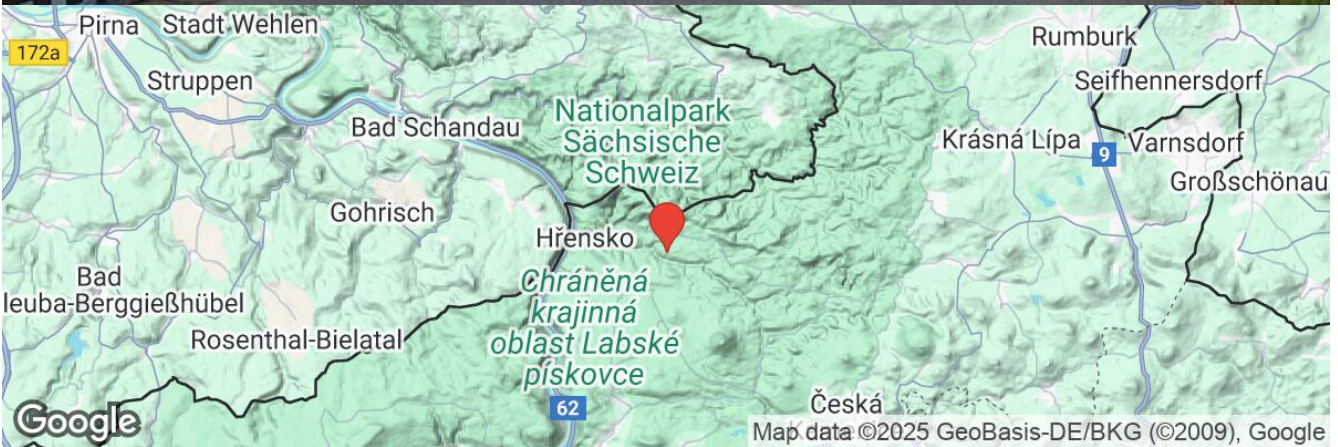 Pirna
Stadt Wehlen
172a
Struppen
Bad Schandau
Nationalpark
Sächsische
Schweiz
Rumburk
Seifhennersdorf
Krásná Lípa
9
Varnsdorf
Großschönau
Gohrisch
Hřensko
Bad
leuba-Berggießhübel
Chráněná
krajinná
oblast Labské
pískovce
Rosenthal-Bielatal
62
Česká
Google
Map data ©2025 GeoBasis-DE/BKG (©2009), Google